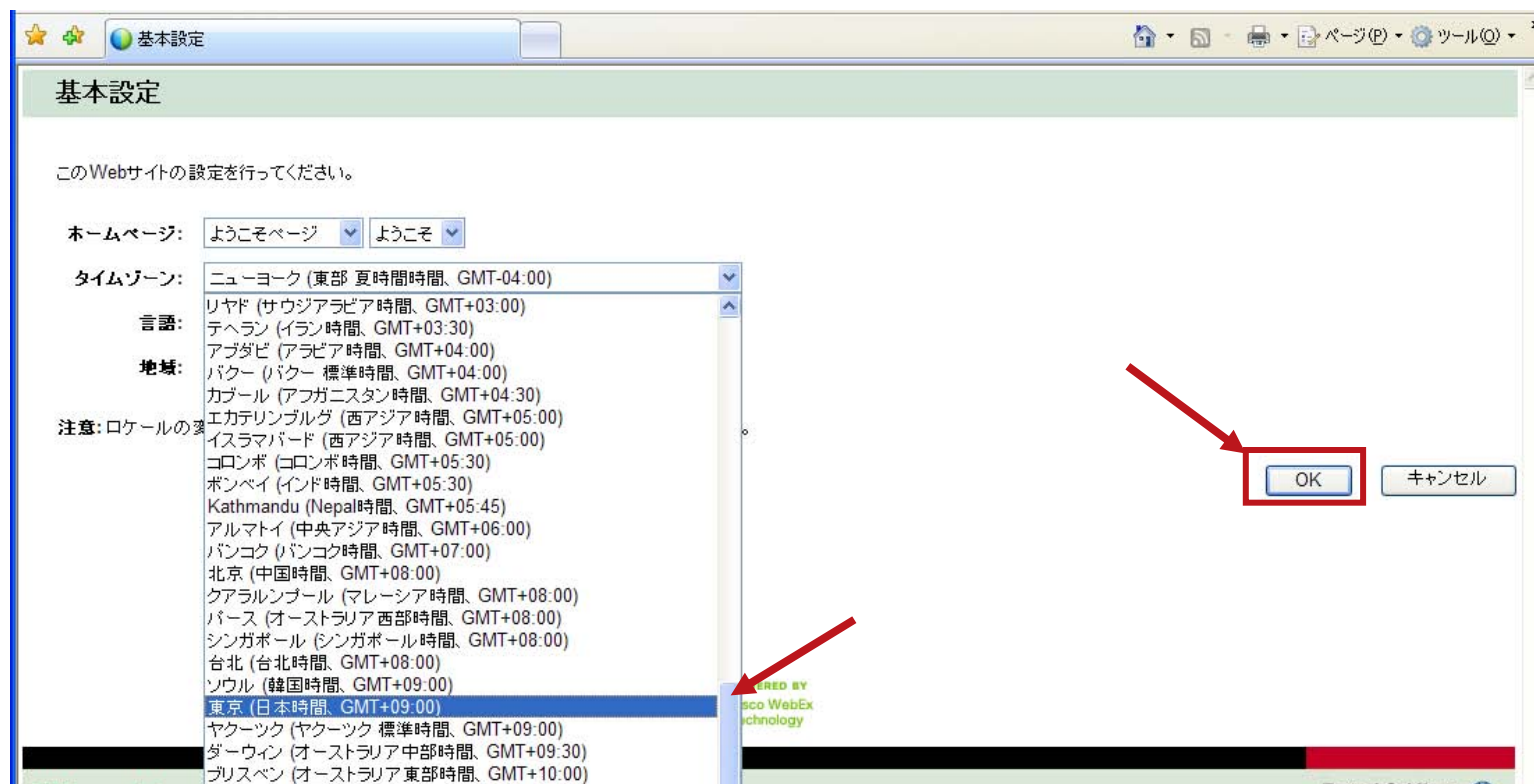 基本設定
ページ(P)
ツール(O)
基本設定
このWebサイトの設定を行ってください。
ホームページ: ようこそページ ようこそ
タイムゾーン: ニューヨーク (東部 夏時間時間、GMT-04:00)
リヤド (サウジアラビア時間、GMT+03:00)
言語:
テヘラン (イラン時間、GMT+03:30)
アブダビ (アラビア時間、GMT+04:00)
地域:
バクー (バクー 標準時間、GMT+04:00)
カブール (アフガニスタン時間、GMT+04:30)
エカテリンブルグ (西アジア時間、GMT+05:00)
注意:ロケールの変
。
イスラマバード (西アジア時間、GMT+05:00)
コロンボ (コロンボ時間、GMT+05:30)
ボンベイ (インド時間、GMT+05:30)
OK キャンセル
Kathmandu (Nepal時間、GMT+05:45)
アルマトイ (中央アジア時間、GMT+06:00)
バンコク (バンコク時間、GMT+07:00)
北京 (中国時間、GMT+08:00)
クアラルンプール (マレーシア時間、GMT+08:00)
パース (オーストラリア西部時間、GMT+08:00)
シンガポール (シンガポール時間、GMT+08:00)
台北 (台北時間、GMT+08:00)
ソウル (韓国時間、GMT+09:00)
東京 (日本時間、GMT+09:00)
ヤクーツク (ヤクーツク 標準時間、GMT+09:00)
ダーウィン (オーストラリア中部時間、GMT+09:30)
ブリスベン (オーストラリア東部時間、GMT+10:00)
ERED BY
sco WebEx
chnology